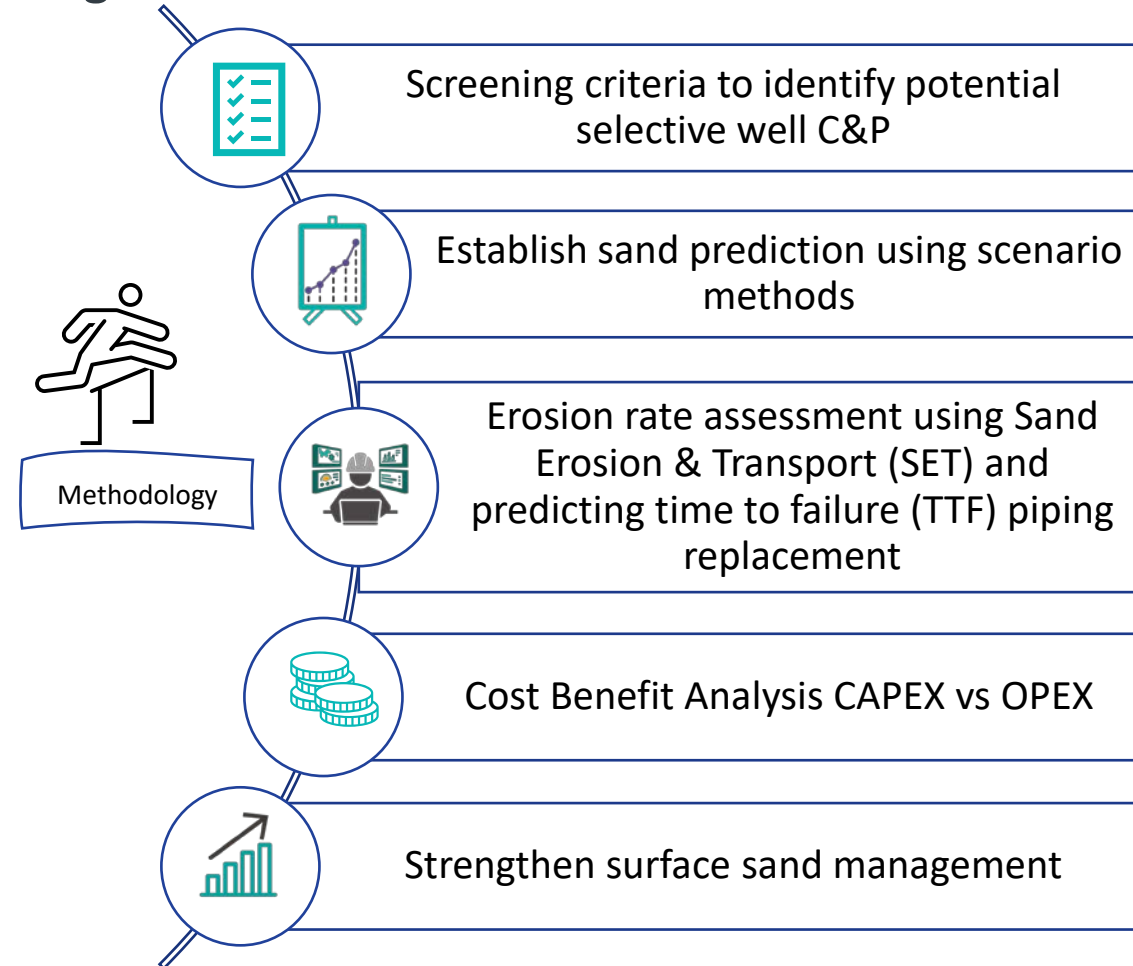 Screening criteria to identify potential
selective well C&P
Establish sand prediction using scenario
methods
Erosion rate assessment using Sand
Erosion & Transport (SET) and
predicting time to failure (TTF) piping
replacement
Methodology
Cost Benefit Analysis CAPEX vs OPEX
Strengthen surface sand management